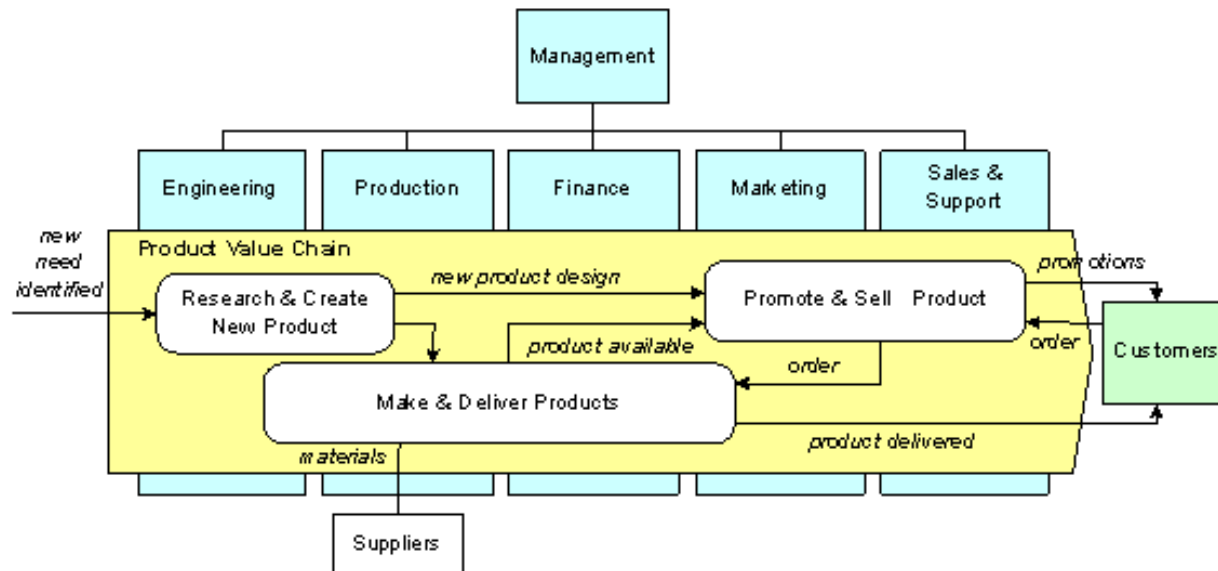 Management
Engineering
Production
Finance
Marketing
Sales &
Support
new
need
identified
Product Value Chain
Research & Create
New Product
new product design
Promote & Sell Product
promotions
product available
order
order
Customers
Make & Deliver Products
materials
product delivered
Suppliers